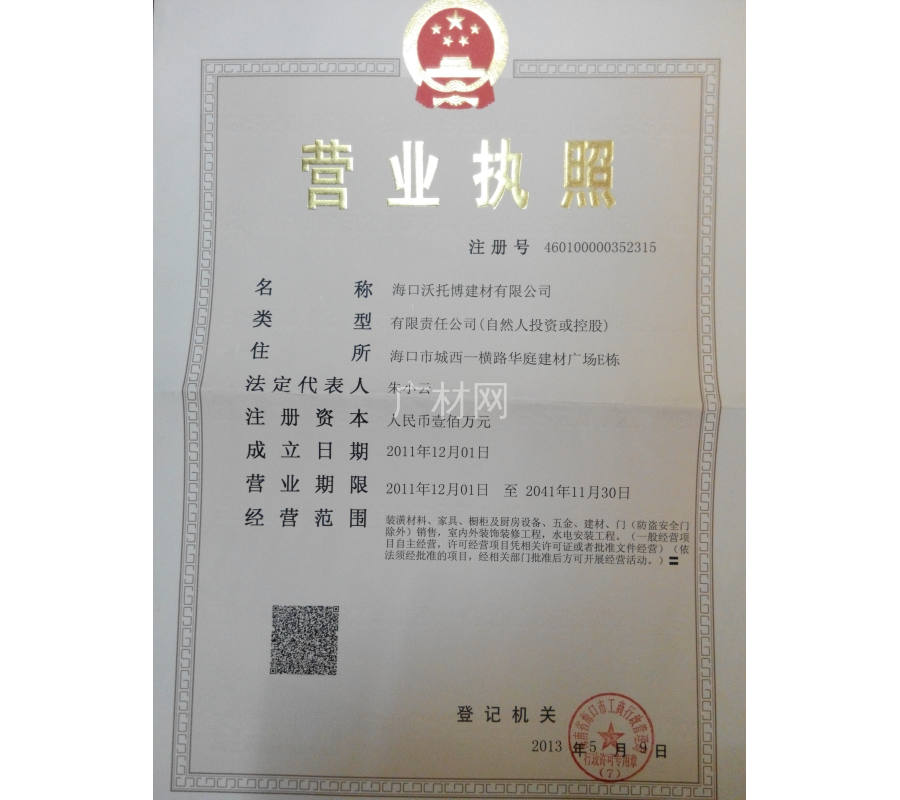 营业执照
注册号 460100000352315
名称 海口沃托博建材有限公司
类型 有限责任公司(自然人投资或控股)
住所 海口市城西一横路华庭建材广场E栋
法定代表人 朱小云
广材网
注册资本 人民币壹佰万元
成立日期 2011年12月01日
营业期限 2011年12月01日 至 2041年11月30日
经营范围 装潢材料、家具、橱柜及厨房设备、五金、建材、门（防盗安全门
除外）销售，室内外装饰装修工程，水电安装工程。（一般经营项
目自主经营，许可经营项目凭相关许可证或者批准文件经营）（依
法须经批准的项目，经相关部门批准后方可开展经营活动。）
登记机关
海南省海口市工商行政管理局
2013 年 5 月 9 日
行政许可专用章
（7）